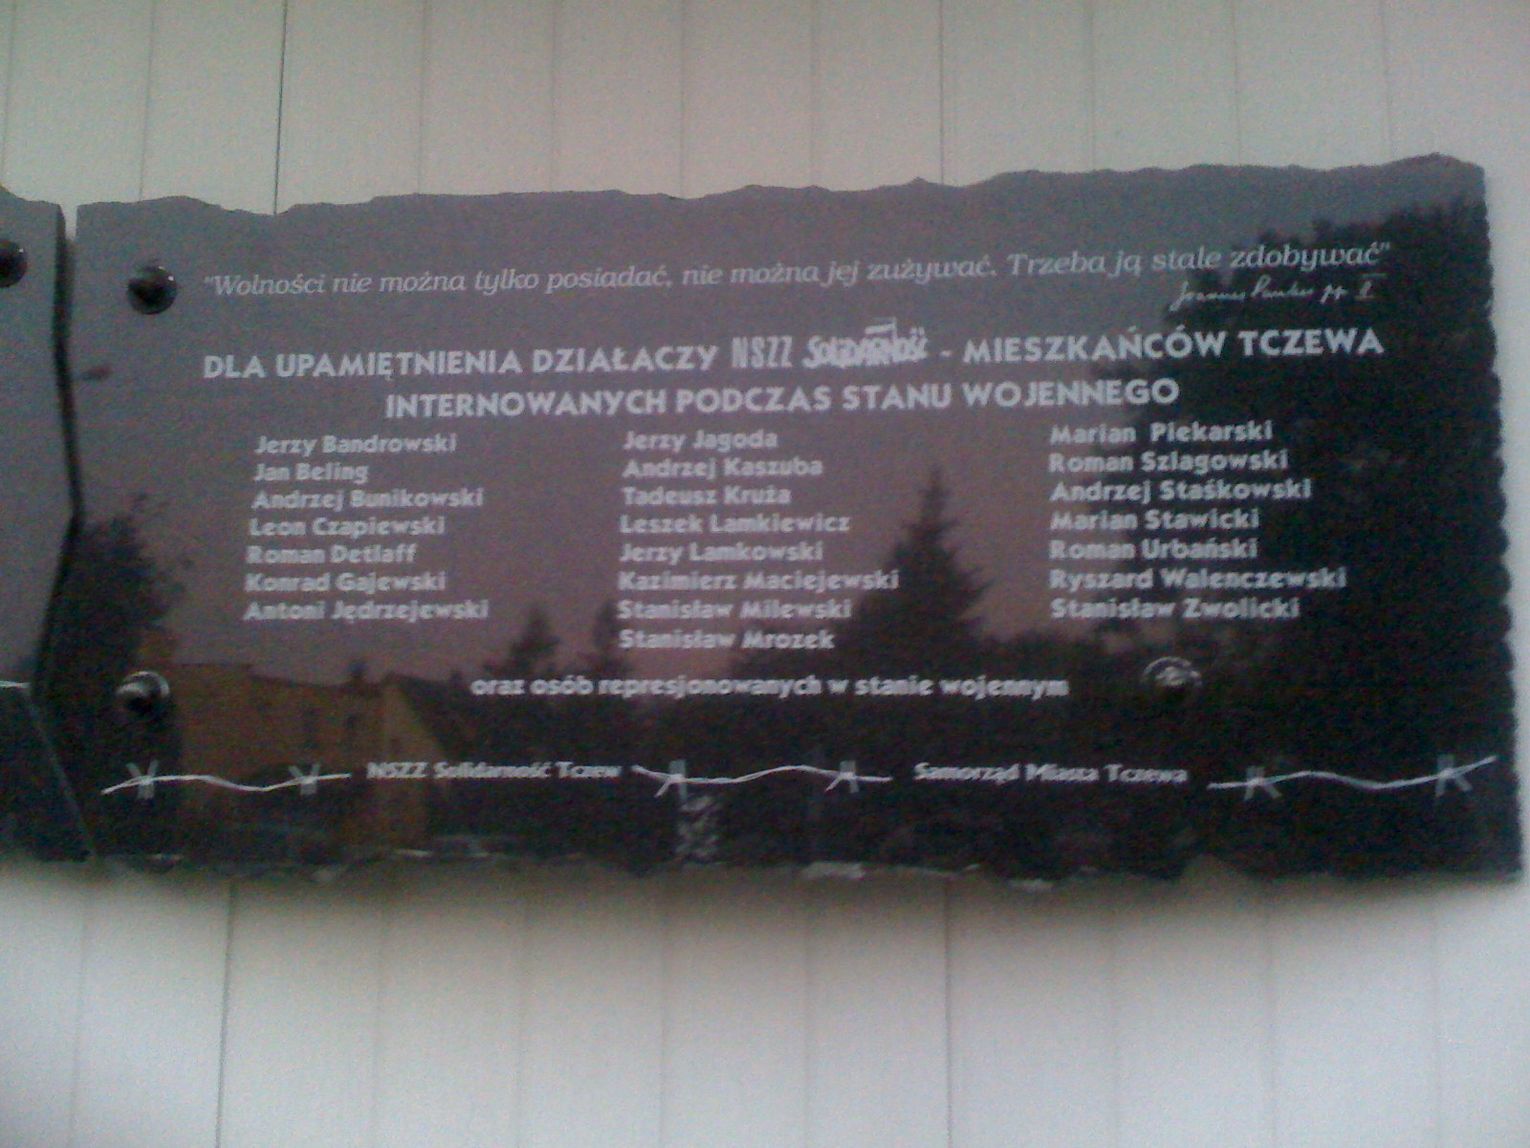 "Wolności nie można tylko posiadać, nie można jej zużywać. Trzeba ją stale zdobywać"
Joannes Paulus pp II
DLA UPAMIĘTNIENIA DZIAŁACZY NSZZ Solidarność - MIESZKAŃCÓW TCZEWA
INTERNOWANYCH PODCZAS STANU WOJENNEGO
Jerzy Bandrowski
Jan Beling
Andrzej Bunikowski
Leon Czapiewski
Roman Detlaff
Konrad Gajewski
Antoni Jędrzejewski
Jerzy Jagoda
Andrzej Kaszuba
Tadeusz Kruża
Leszek Lamkiewicz
Jerzy Lamkowski
Kazimierz Maciejewski
Stanisław Milewski
Stanisław Mrozek
Marian Piekarski
Roman Szlagowski
Andrzej Staśkowski
Marian Stawicki
Roman Urbański
Ryszard Walenczewski
Stanisław Zwolicki
oraz osób represjonowanych w stanie wojennym
NSZZ Solidarność Tczew Samorząd Miasta Tczewa